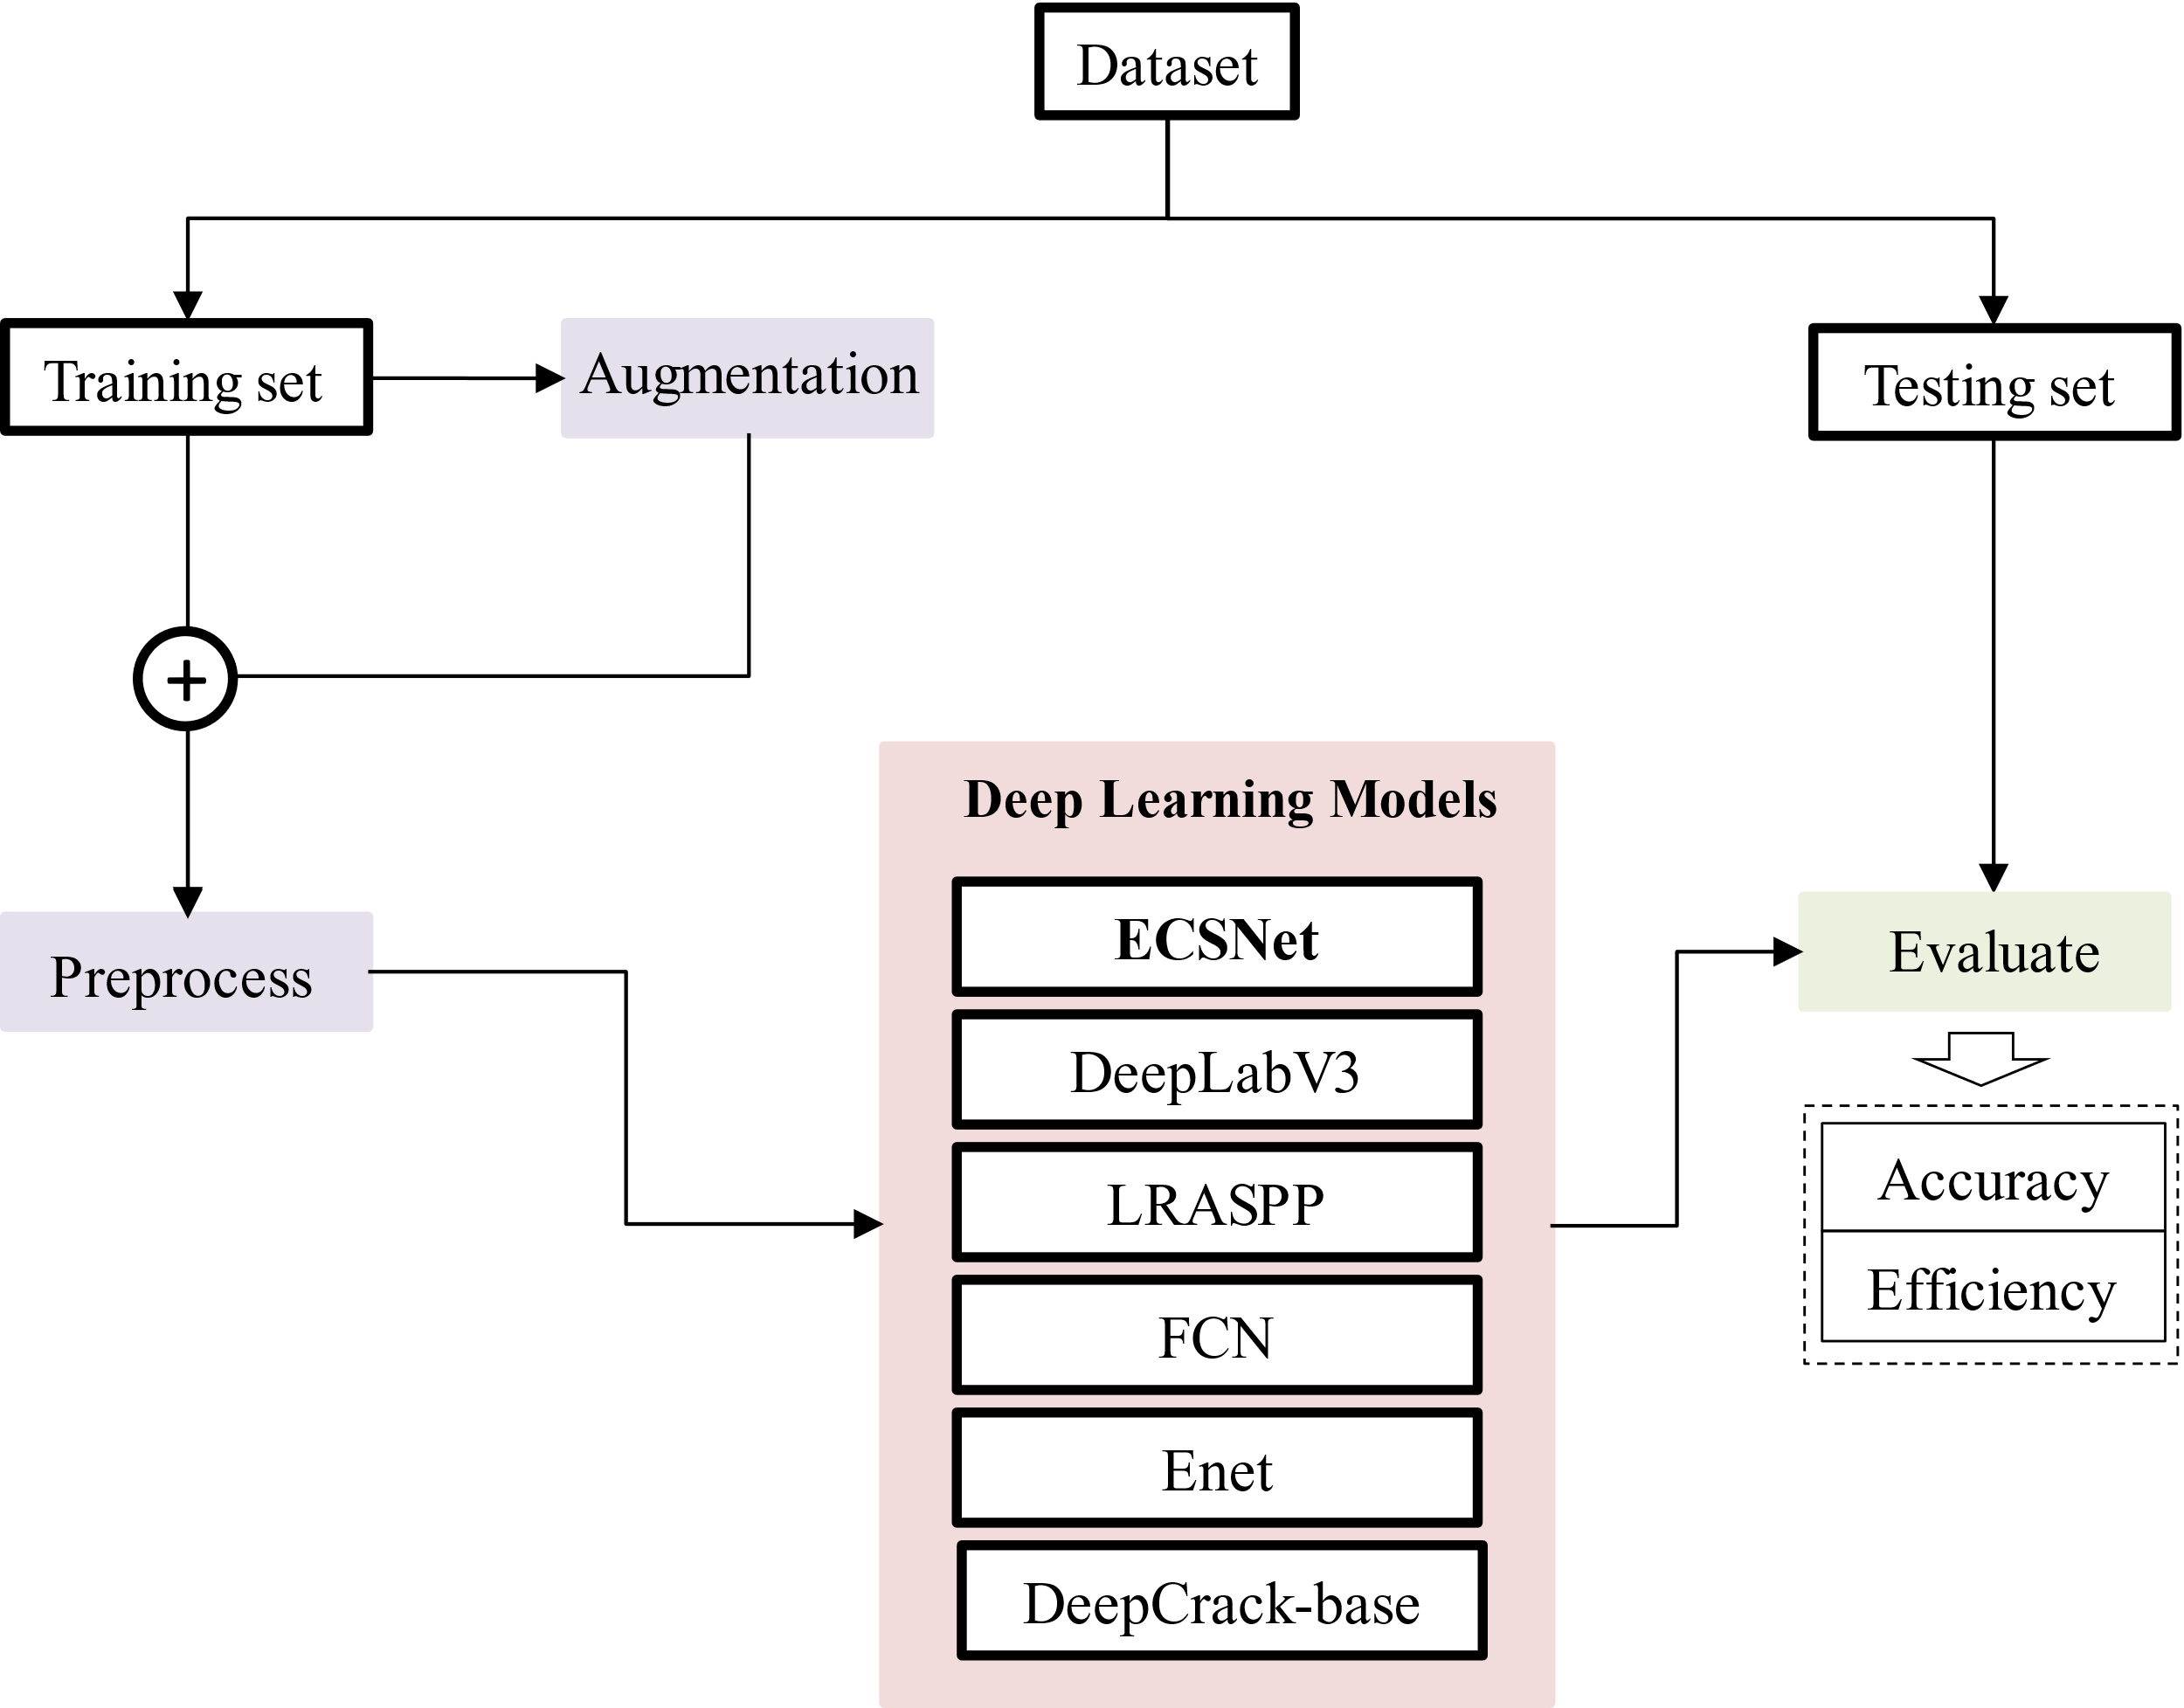 Dataset
Training set
Augmentation
Testing set
+
Deep Learning Models
ECSNet
DeepLabV3
LRASPP
FCN
Enet
DeepCrack-base
Preprocess
Evaluate
Accuracy
Efficiency